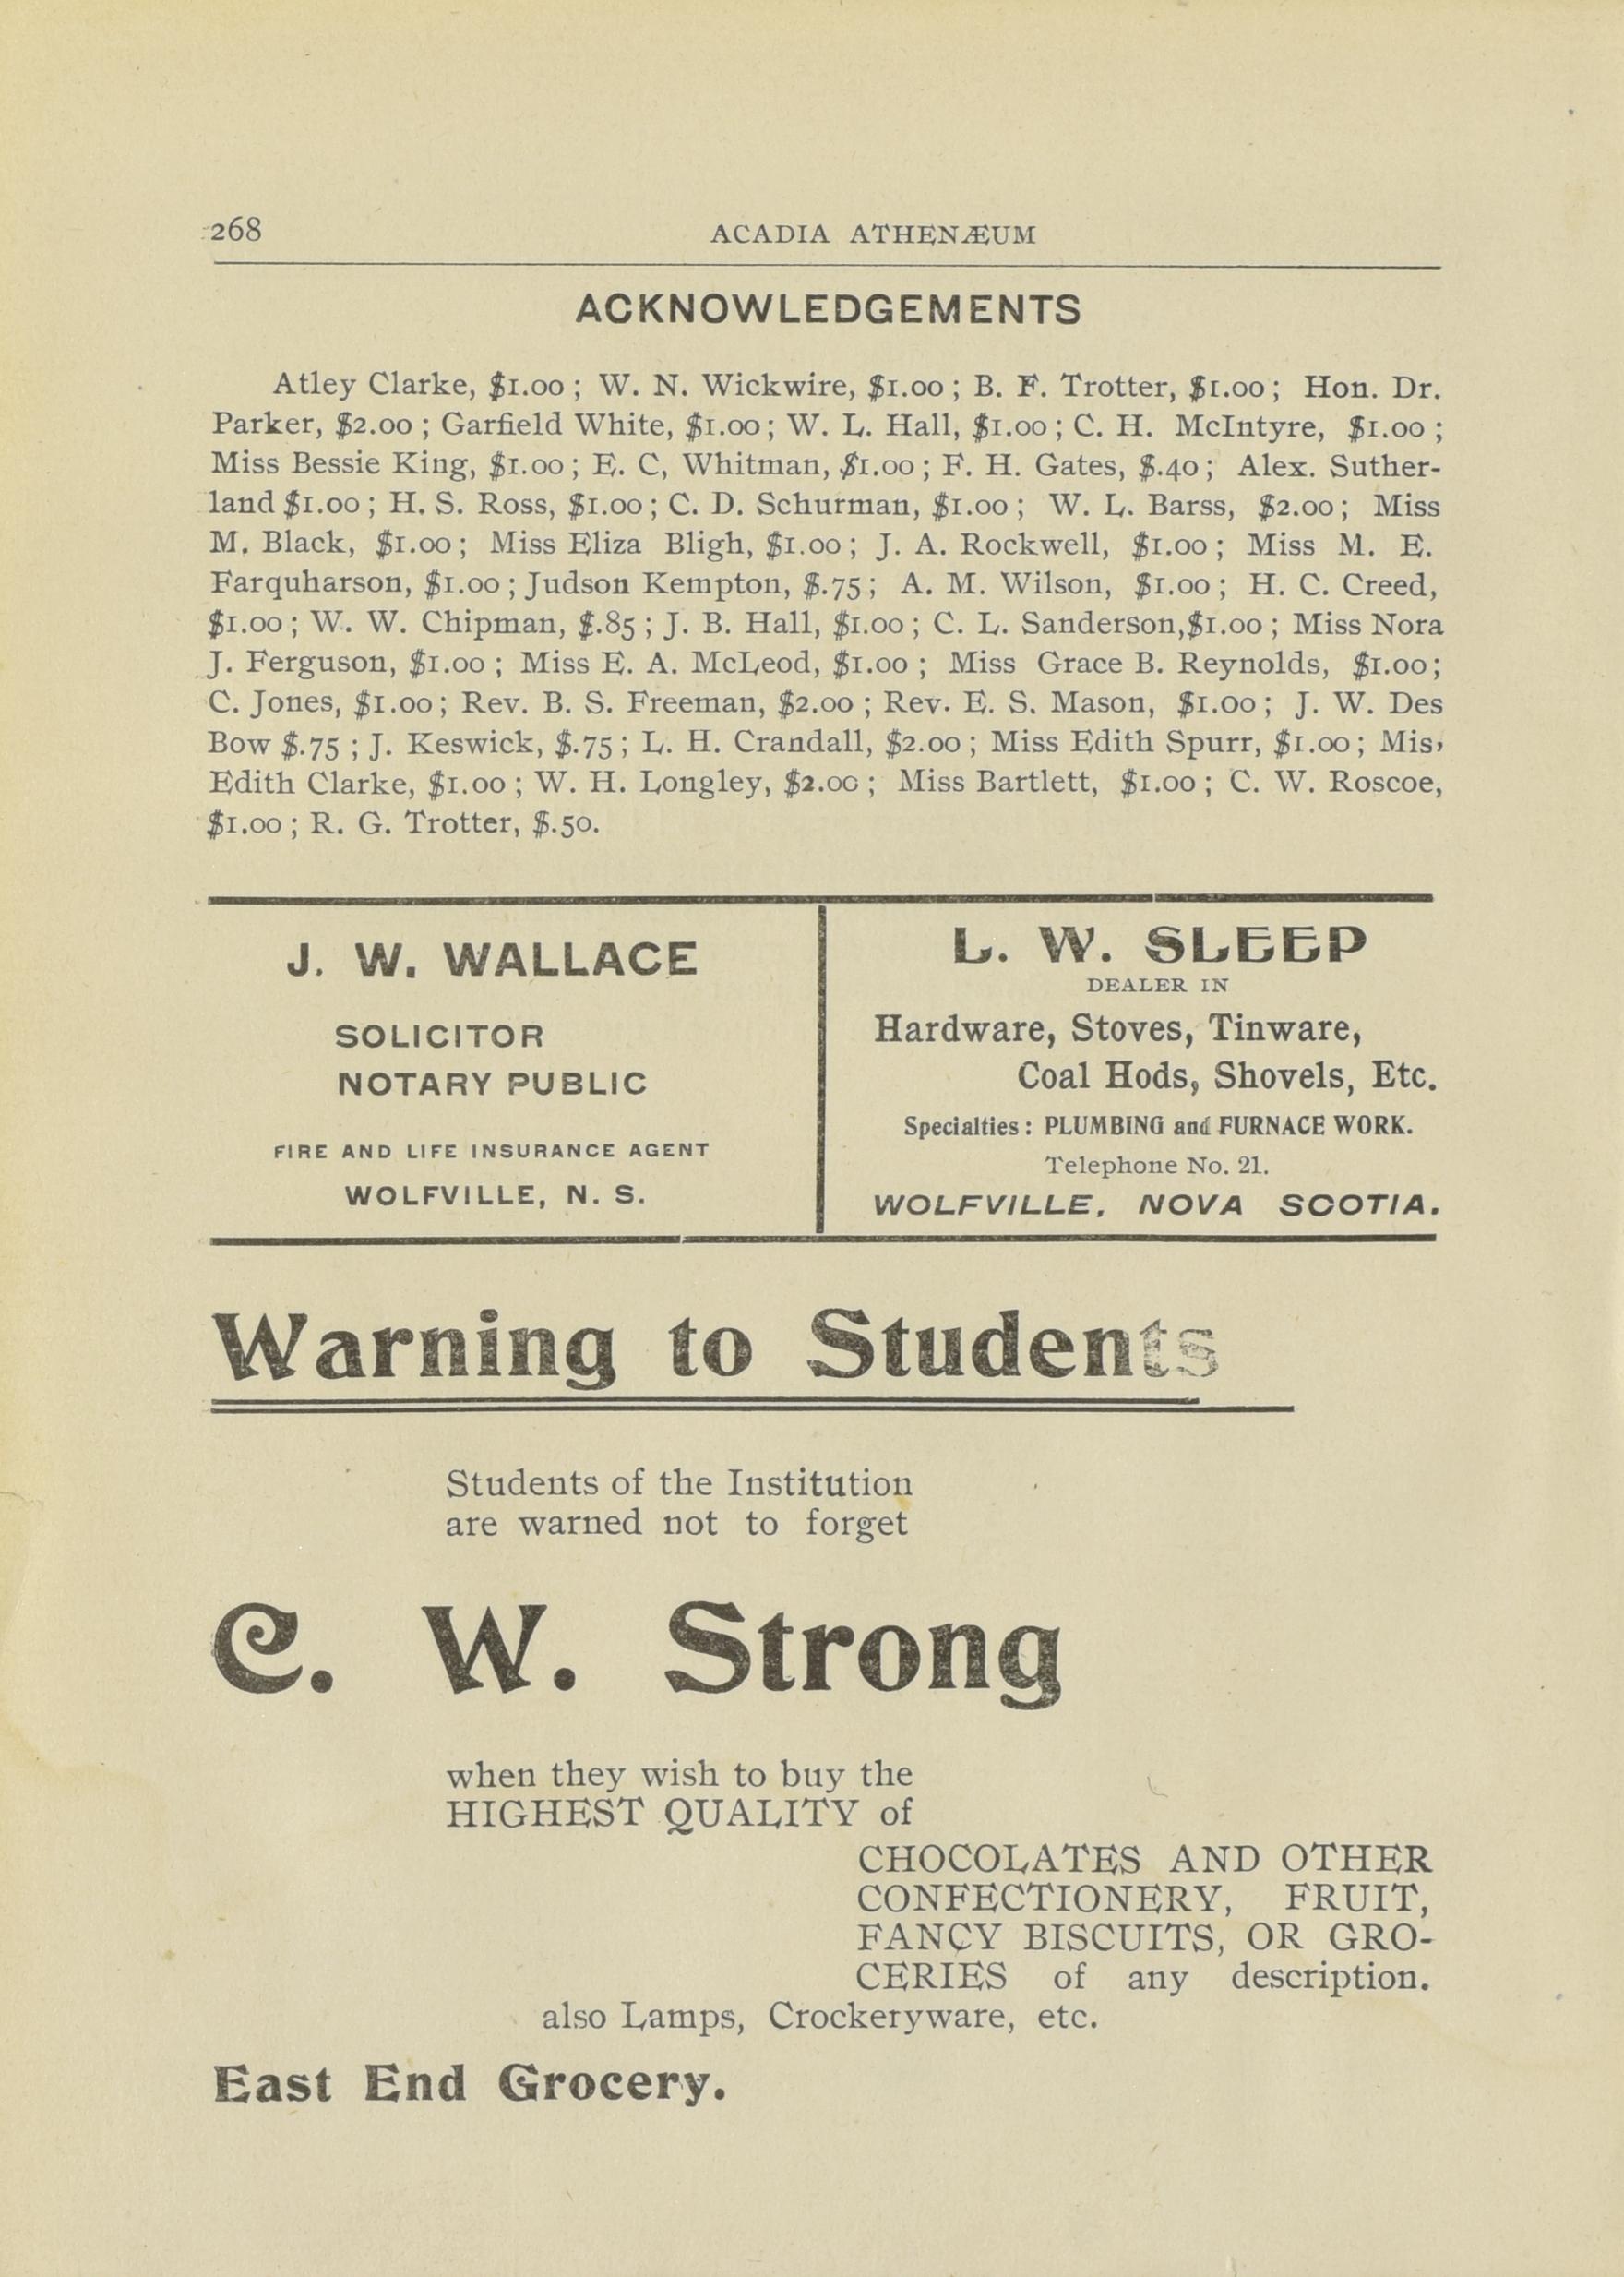 268 ACADIA ATHENÆUM
ACKNOWLEDGEMENTS
Atley Clarke, $1.00 ; W. N. Wickwire, $1.00 ; B. F. Trotter, $1.00 ; Hon. Dr.
Parker, $2.00 ; Garfield White, $1.00 ; W. L. Hall, $1.00 ; C. H. McIntyre, $1.00 ;
Miss Bessie King, $1.00 ; E. C, Whitman, $1.00 ; F. H. Gates, $.40 ; Alex. Suther-
land $1.00 ; H. S. Ross, $1.00 ; C. D. Schurman, $1.00 ; W. L. Barss, $2.00 ; Miss
M. Black, $1.00 ; Miss Eliza Bligh, $1.00 ; J. A. Rockwell, $1.00 ; Miss M. E.
Farquharson, $1.00 ; Judson Kempton, $.75 ; A. M. Wilson, $1.00 ; H. C. Creed,
$1.00 ; W. W. Chipman, $.85 ; J. B. Hall, $1.00 ; C. L. Sanderson,$1.00 ; Miss Nora
J. Ferguson, $1.00 ; Miss E. A. McLeod, $1.00 ; Miss Grace B. Reynolds, $1.00;
C. Jones, $1.00 ; Rev. B. S. Freeman, $2.00 ; Rev. E. S. Mason, $1.00 ; J. W. Des
Bow $.75 ; J. Keswick, $.75 ; L. H. Crandall, $2.00 ; Miss Edith Spurr, $1.00 ; Mis,
Edith Clarke, $1.00 ; W. H. Longley, $2.00 ; Miss Bartlett, $1.00 ; C. W. Roscoe,
$1.00 ; R. G. Trotter, $.50.
J. W. WALLACE
SOLICITOR
NOTARY PUBLIC
FIRE AND LIFE INSURANCE AGENT
WOLFVILLE, N. S.
L. W. SLEEP
DEALER IN
Hardware, Stoves, Tinware,
Coal Hods, Shovels, Etc.
Specialties : PLUMBING and FURNACE WORK.
Telephone No. 21.
WOLFVILLE, NOVA SCOTIA.
Warning to Students
Students of the Institution
are warned not to forget
C. W. Strong
when they wish to buy the
HIGHEST QUALITY of
CHOCOLATES AND OTHER
CONFECTIONERY, FRUIT,
FANCY BISCUITS, OR GRO-
CERIES of any description.
also Lamps, Crockeryware, etc.
East End Grocery.